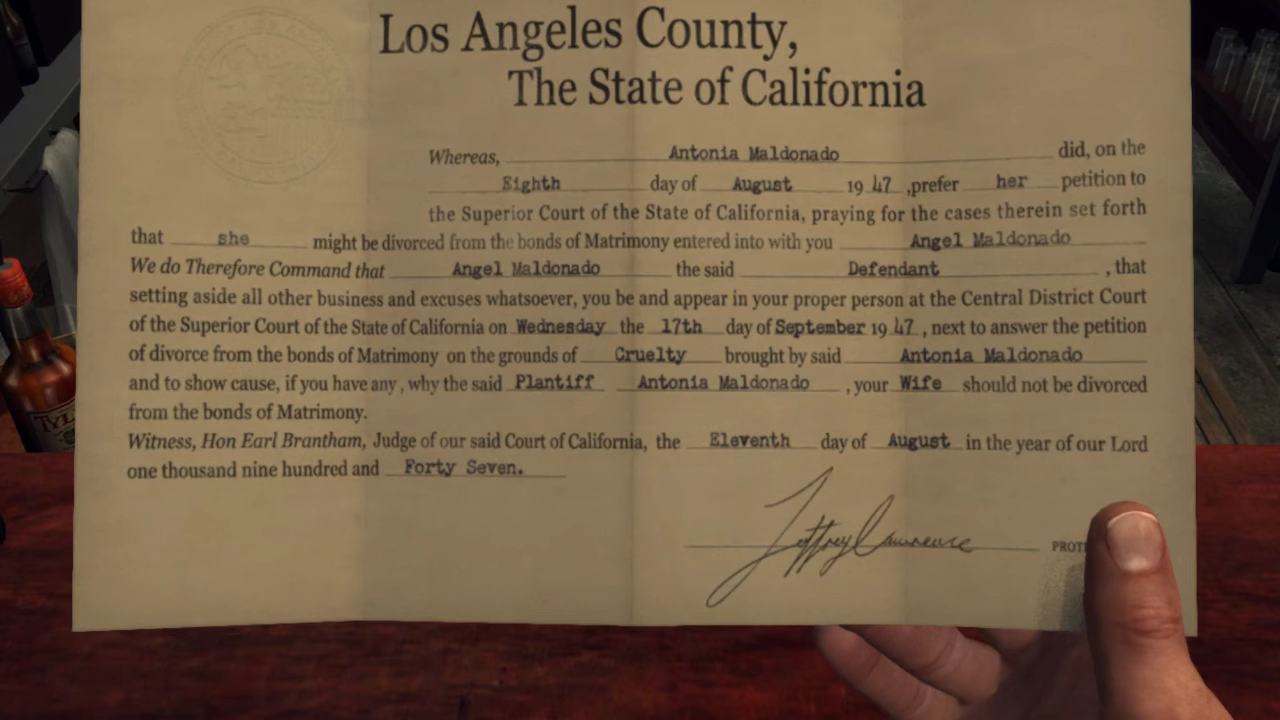 Los Angeles County,
The State of California
Whereas, Antonia Maldonado did, on the
Eighth day of August 19 47 ,prefer her petition to
the Superior Court of the State of California, praying for the cases therein set forth
that she might be divorced from the bonds of Matrimony entered into with you Angel Maldonado
We do Therefore Command that Angel Maldonado the said Defendant , that
setting aside all other business and excuses whatsoever, you be and appear in your proper person at the Central District Court
of the Superior Court of the State of California on Wednesday the 17th day of September 19 47 , next to answer the petition
of divorce from the bonds of Matrimony on the grounds of Cruelty brought by said Antonia Maldonado
and to show cause, if you have any , why the said Plantiff Antonia Maldonado , your Wife should not be divorced
from the bonds of Matrimony.
Witness, Hon Earl Brantham, Judge of our said Court of California, the Eleventh day of August in the year of our Lord
one thousand nine hundred and Forty Seven.
Jeffrey Lawrence